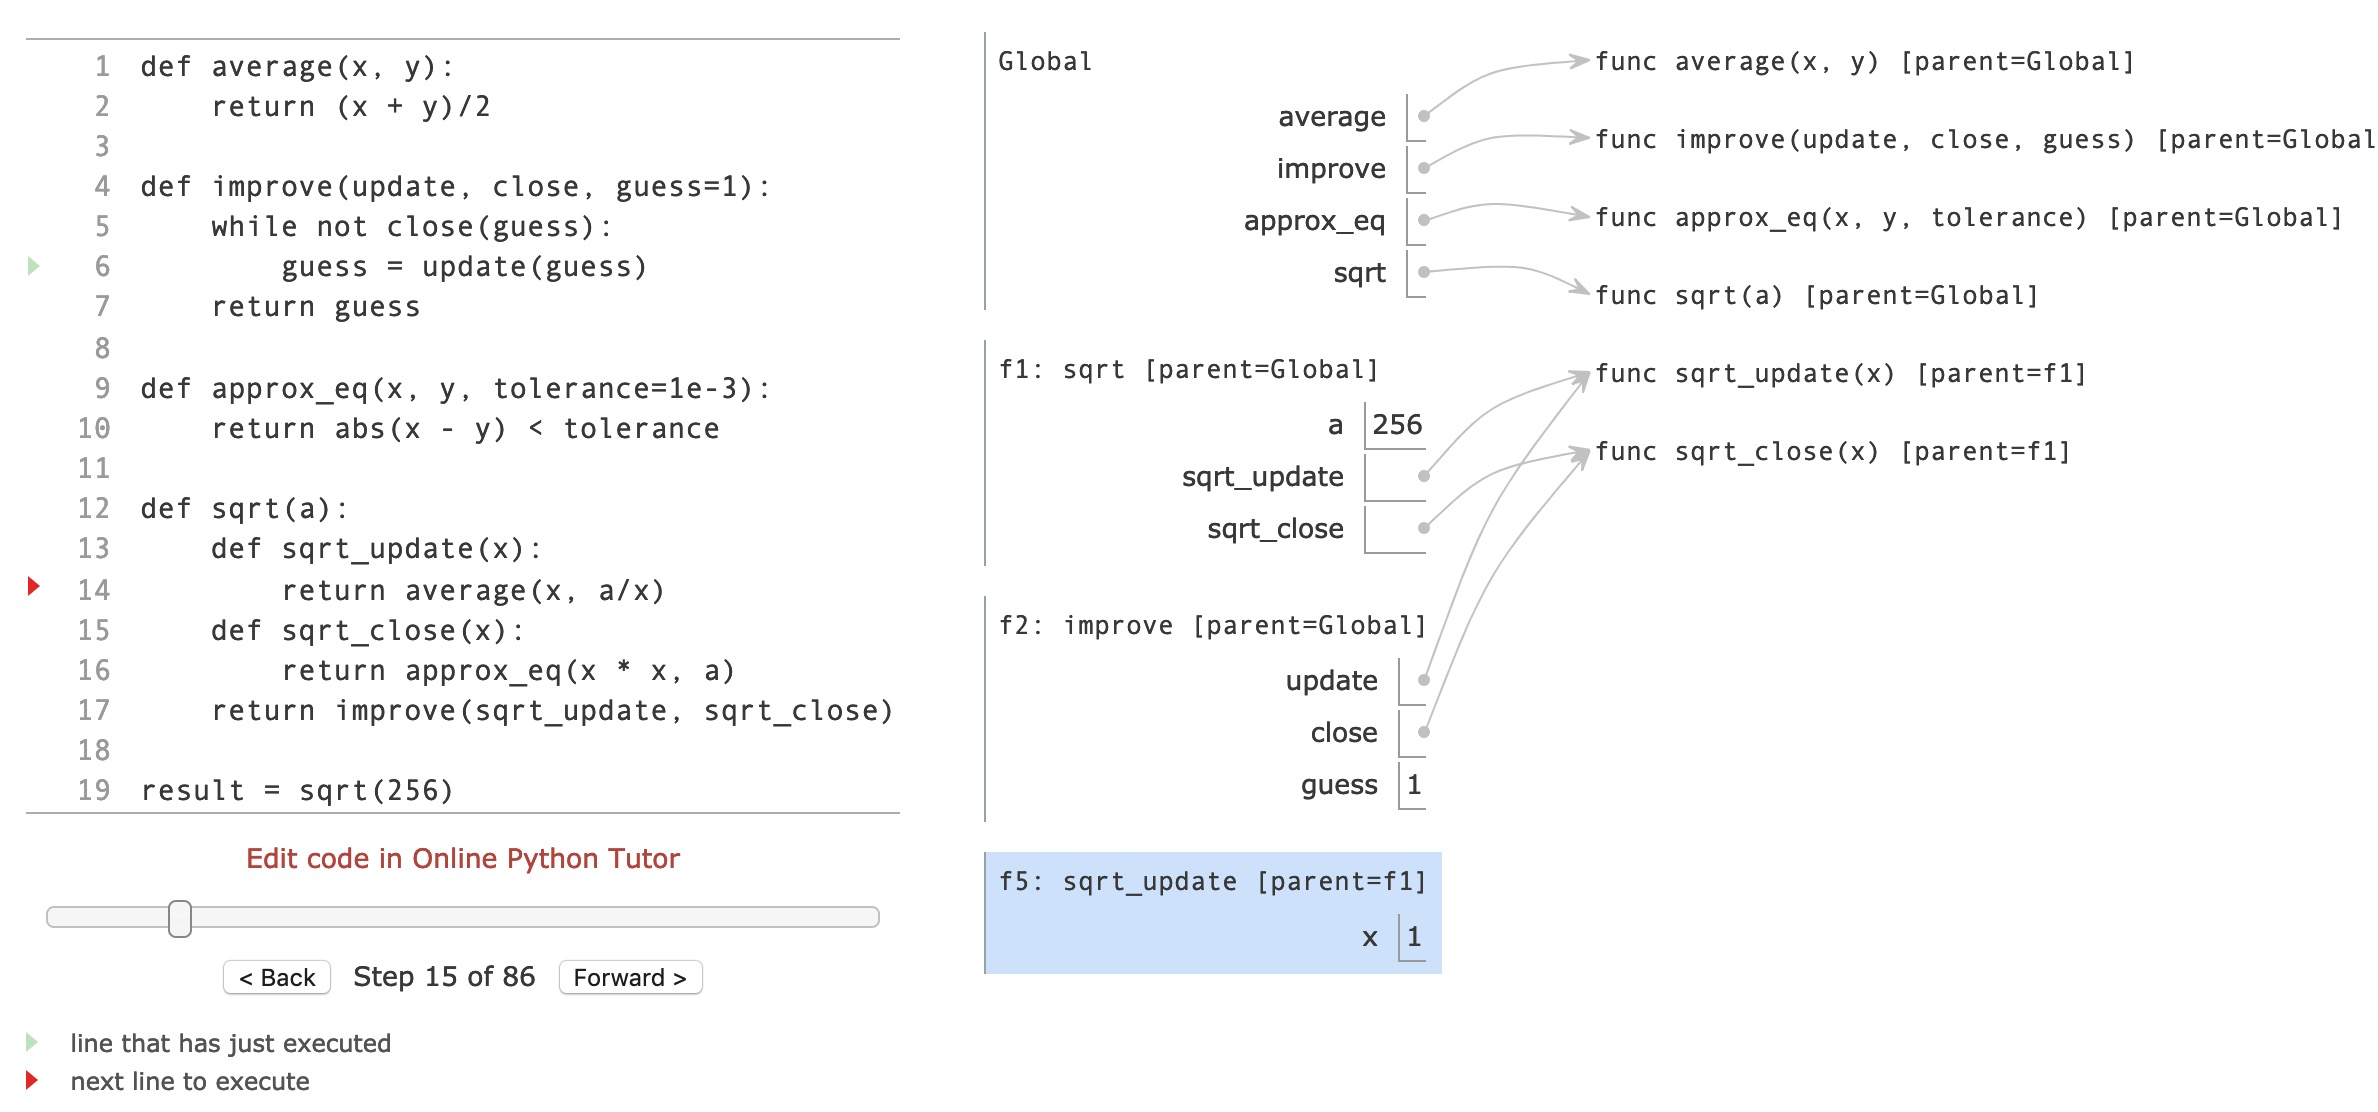 1 def average(x, y):
2 return (x + y)/2
3
4 def improve(update, close, guess=1):
5 while not close(guess):
6 guess = update(guess)
7 return guess
8
9 def approx_eq(x, y, tolerance=1e-3):
10 return abs(x - y) < tolerance
11
12 def sqrt(a):
13 def sqrt_update(x):
14 return average(x, a/x)
15 def sqrt_close(x):
16 return approx_eq(x * x, a)
17 return improve(sqrt_update, sqrt_close)
18
19 result = sqrt(256)
Edit code in Online Python Tutor
< Back Step 15 of 86 Forward >
line that has just executed
next line to execute
Global
average
improve
approx_eq
sqrt
f1: sqrt [parent=Global]
a 256
sqrt_update
sqrt_close
f2: improve [parent=Global]
update
close
guess 1
f5: sqrt_update [parent=f1]
x 1
func average(x, y) [parent=Global]
func improve(update, close, guess) [parent=Global
func approx_eq(x, y, tolerance) [parent=Global]
func sqrt(a) [parent=Global]
func sqrt_update(x) [parent=f1]
func sqrt_close(x) [parent=f1]